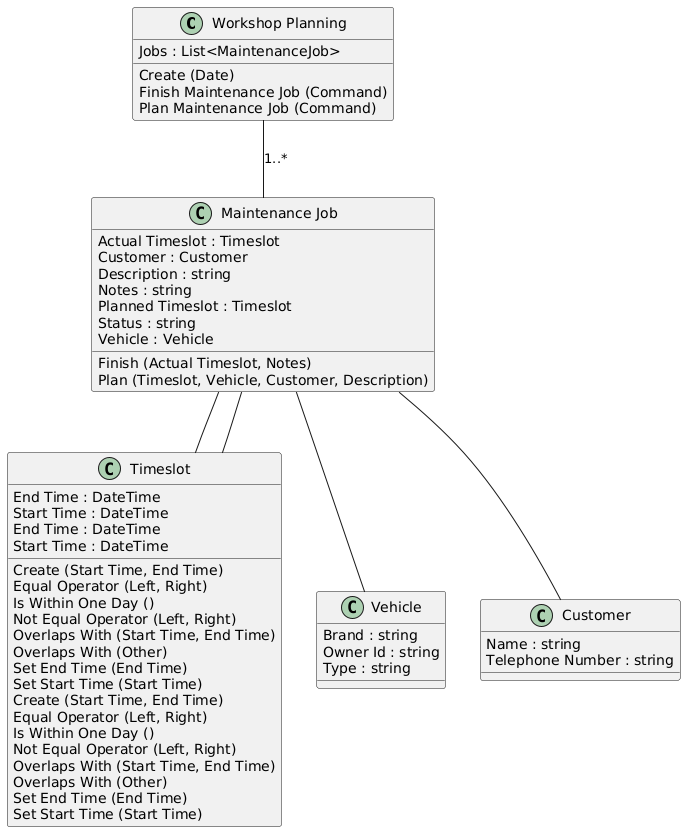 C Workshop Planning
Jobs : List<MaintenanceJob>
Create (Date)
Finish Maintenance Job (Command)
Plan Maintenance Job (Command)
1..*
C Maintenance Job
Actual Timeslot : Timeslot
Customer : Customer
Description : string
Notes : string
Planned Timeslot : Timeslot
Status : string
Vehicle : Vehicle
Finish (Actual Timeslot, Notes)
Plan (Timeslot, Vehicle, Customer, Description)
C Timeslot
End Time : DateTime
Start Time : DateTime
End Time : DateTime
Start Time : DateTime
Create (Start Time, End Time)
Equal Operator (Left, Right)
Is Within One Day ()
Not Equal Operator (Left, Right)
Overlaps With (Start Time, End Time)
Overlaps With (Other)
Set End Time (End Time)
Set Start Time (Start Time)
Create (Start Time, End Time)
Equal Operator (Left, Right)
Is Within One Day ()
Not Equal Operator (Left, Right)
Overlaps With (Start Time, End Time)
Overlaps With (Other)
Set End Time (End Time)
Set Start Time (Start Time)
C Vehicle
Brand : string
Owner Id : string
Type : string
C Customer
Name : string
Telephone Number : string